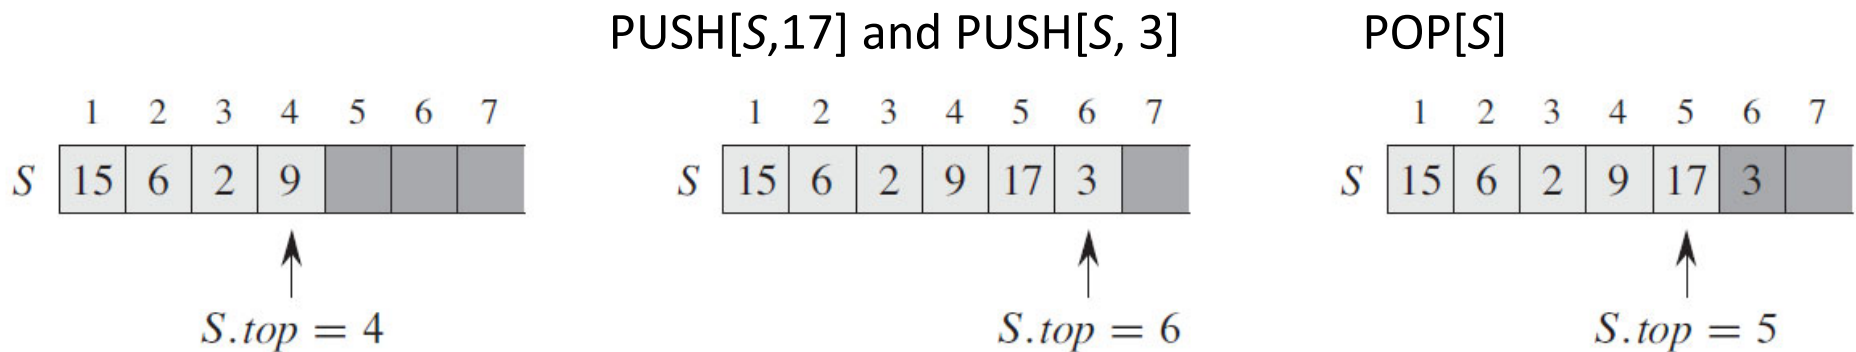 PUSH[S,17] and PUSH[S, 3] POP[S]
1 2 3 4 5 6 7 1 2 3 4 5 6 7 1 2 3 4 5 6 7
S 15 6 2 9 S 15 6 2 9 17 3 S 15 6 2 9 17 3
S.top = 4 S.top = 6 S.top = 5